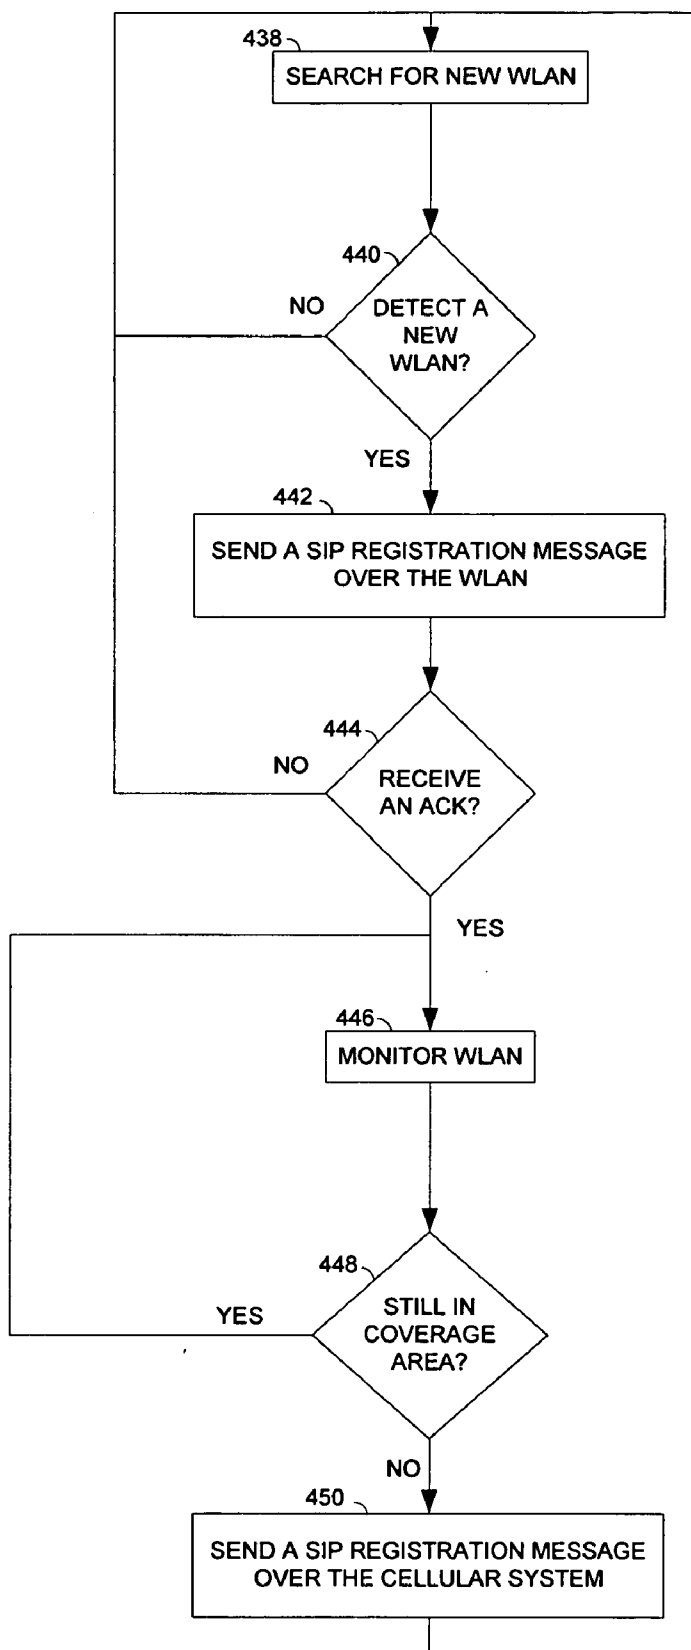 438
SEARCH FOR NEW WLAN
440
NO
DETECT A
NEW
WLAN?
YES
442
SEND A SIP REGISTRATION MESSAGE
OVER THE WLAN
444
NO
RECEIVE
AN ACK?
YES
446
MONITOR WLAN
448
YES
STILL IN
COVERAGE
AREA?
NO
450
SEND A SIP REGISTRATION MESSAGE
OVER THE CELLULAR SYSTEM